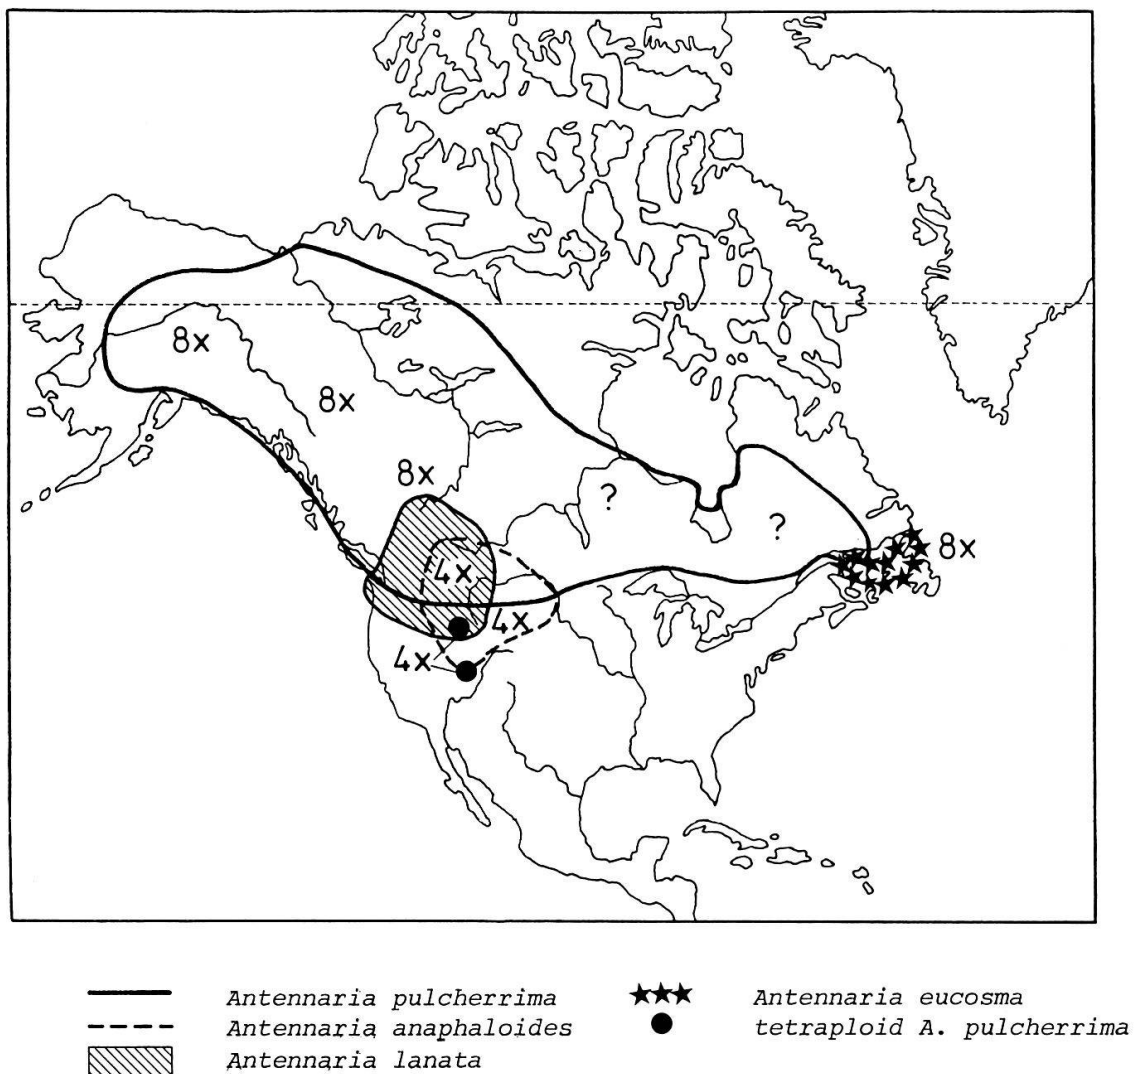 8x
8x
8x
?
?
8x
4x
4x
4x
Antennaria pulcherrima
Antennaria anaphaloides
Antennaria lanata
Antennaria eucosma
tetraploid A. pulcherrima